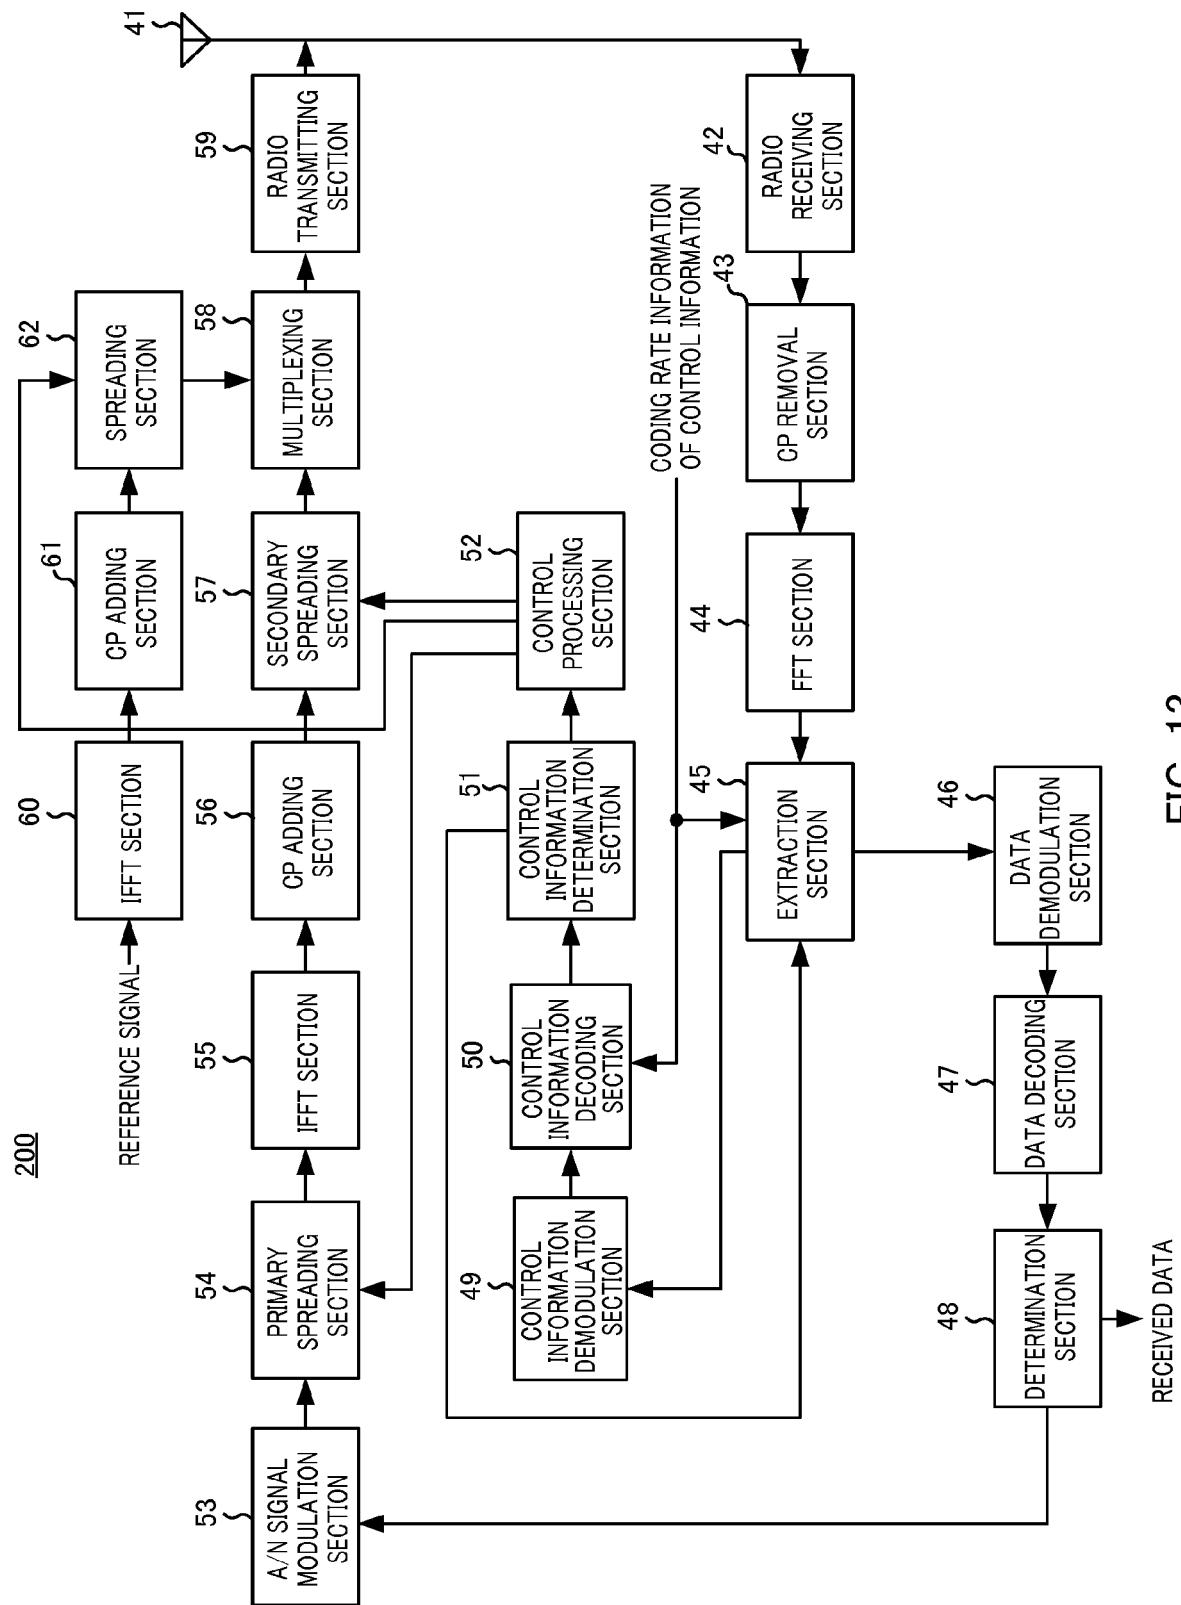 200
REFERENCE SIGNAL
60
IFFT SECTION
61
CP ADDING
SECTION
62
SPREADING
SECTION
41
53
A/N SIGNAL
MODULATION
SECTION
54
PRIMARY
SPREADING
SECTION
55
IFFT SECTION
56
CP ADDING
SECTION
57
SECONDARY
SPREADING
SECTION
58
MULTIPLEXING
SECTION
59
RADIO
TRANSMITTING
SECTION
49
CONTROL
INFORMATION
DEMODULATION
SECTION
50
CONTROL
INFORMATION
DECODING
SECTION
51
CONTROL
INFORMATION
DETERMINATION
SECTION
52
CONTROL
PROCESSING
SECTION
CODING RATE INFORMATION
OF CONTROL INFORMATION
45
EXTRACTION
SECTION
44
FFT SECTION
43
CP REMOVAL
SECTION
42
RADIO
RECEIVING
SECTION
48
DETERMINATION
SECTION
47
DATA DECODING
SECTION
46
DATA
DEMODULATION
SECTION
RECEIVED DATA
FIG.